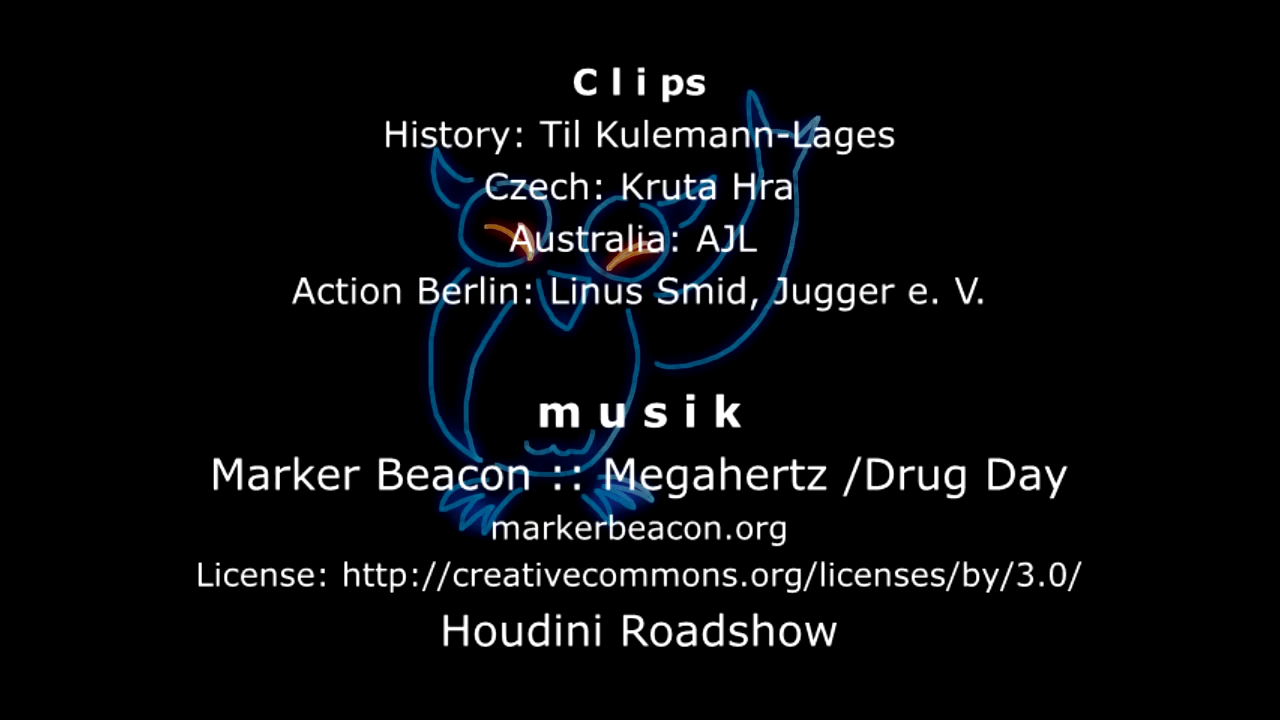 C l i ps
History: Til Kulemann-Lages
Czech: Kruta Hra
Australia: AJL
Action Berlin: Linus Smid, Jugger e. V.
m u s i k
Marker Beacon :: Megahertz /Drug Day
markerbeacon.org
License: http://creativecommons.org/licenses/by/3.0/
Houdini Roadshow